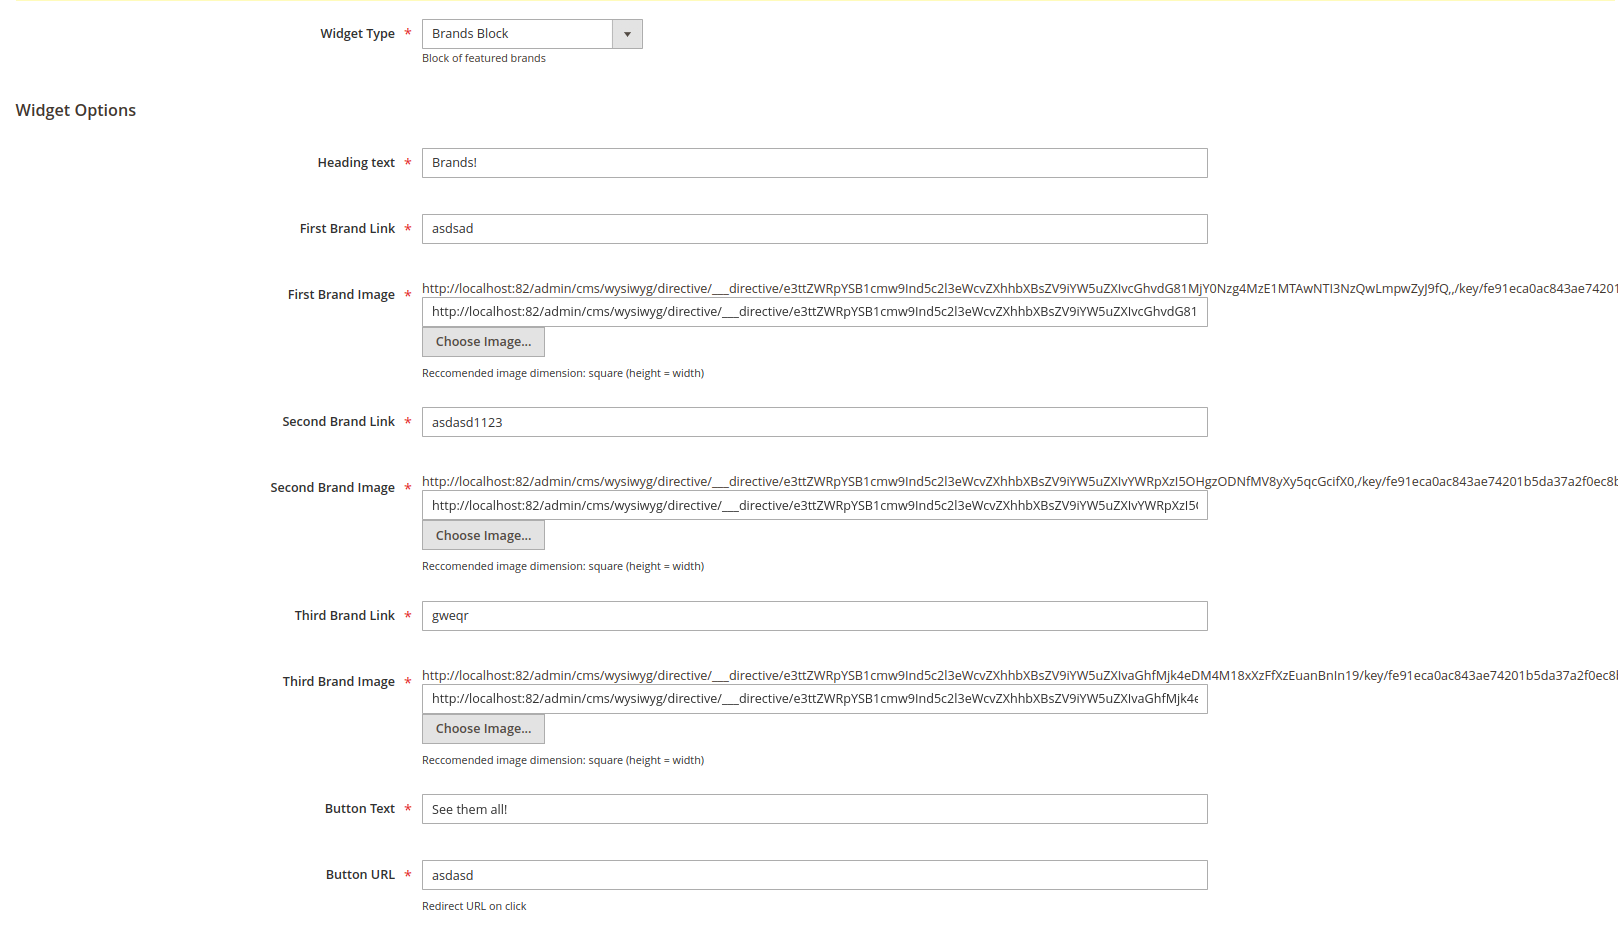 Widget Type *
Brands Block
Block of featured brands
Widget Options
Heading text *
Brands!
First Brand Link *
asdsad
First Brand Image *
http://localhost:82/admin/cms/wysiwyg/directive/___directive/e3ttZWRpYSB1cmw9Ind5c2l3eWcvZXhhbXBsZV9iYW5uZXIvcGhvdG81MjY0Nzg4MzE1MTAwNTI3NzQwLmpwZyJ9fQ,,/key/fe91eca0ac843ae74201
http://localhost:82/admin/cms/wysiwyg/directive/___directive/e3ttZWRpYSB1cmw9Ind5c2l3eWcvZXhhbXBsZV9iYW5uZXIvcGhvdG81
Choose Image...
Reccomended image dimension: square (height = width)
Second Brand Link *
asdasd1123
Second Brand Image *
http://localhost:82/admin/cms/wysiwyg/directive/___directive/e3ttZWRpYSB1cmw9Ind5c2l3eWcvZXhhbXBsZV9iYW5uZXIvYWRpXzI5OHgzODNfMV8yXy5qcGcifX0,/key/fe91eca0ac843ae74201b5da37a2f0ec8b
http://localhost:82/admin/cms/wysiwyg/directive/___directive/e3ttZWRpYSB1cmw9Ind5c2l3eWcvZXhhbXBsZV9iYW5uZXIvYWRpXzI5O
Choose Image...
Reccomended image dimension: square (height = width)
Third Brand Link *
gweqr
Third Brand Image *
http://localhost:82/admin/cms/wysiwyg/directive/___directive/e3ttZWRpYSB1cmw9Ind5c2l3eWcvZXhhbXBsZV9iYW5uZXIvaGhfMjk4eDM4M18xXzFfXzEuanBnIn19/key/fe91eca0ac843ae74201b5da37a2f0ec8b
http://localhost:82/admin/cms/wysiwyg/directive/___directive/e3ttZWRpYSB1cmw9Ind5c2l3eWcvZXhhbXBsZV9iYW5uZXIvaGhfMjk4e
Choose Image...
Reccomended image dimension: square (height = width)
Button Text *
See them all!
Button URL *
asdasd
Redirect URL on click